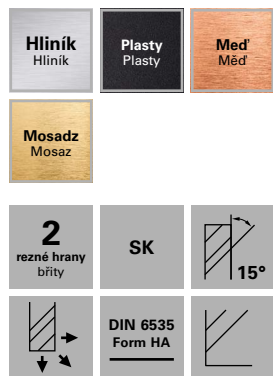 Hliník
Hliník
Plasty
Plasty
Meď
Měď
Mosadz
Mosaz
2
rezné hrany
břity
SK
15°
DIN 6535
Form HA